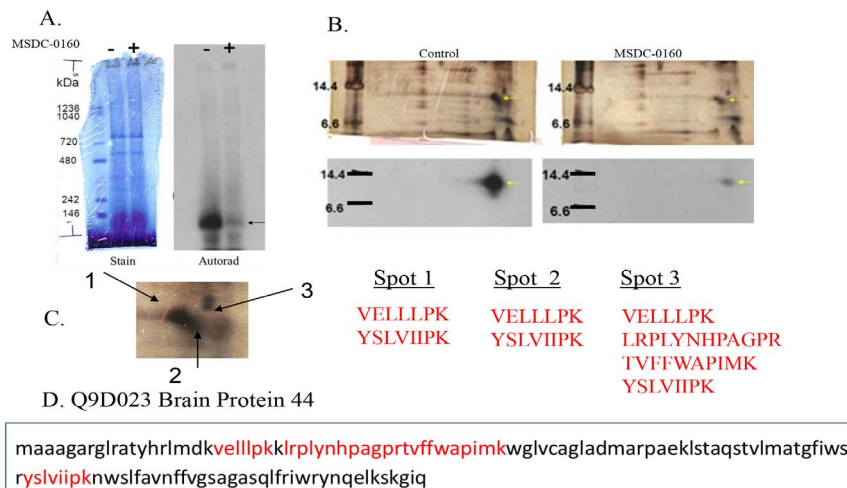 A.
MSDC-0160 - + - +
kDa
1236
1040
720
480
242
146
Stain Autorad
B.
Control MSDC-0160
14.4 14.4
6.6 6.6
14.4 14.4
6.6 6.6
1
3
C.
2
Spot 1 Spot 2 Spot 3
VELLLPK VELLLPK VELLLPK
YSLVIIPK YSLVIIPK LRPLYNHPAGPR
TVFFWAPIMK
YSLVIIPK
D. Q9D023 Brain Protein 44
maaagarglratyhrlmdkvelllpkklrplynhpagprtvffwapimkwglvcagladmarpaeklstaqstvlmatgfiws
ryslviipknwslfavnffvgsagasqlfriwrynqelkskgiq